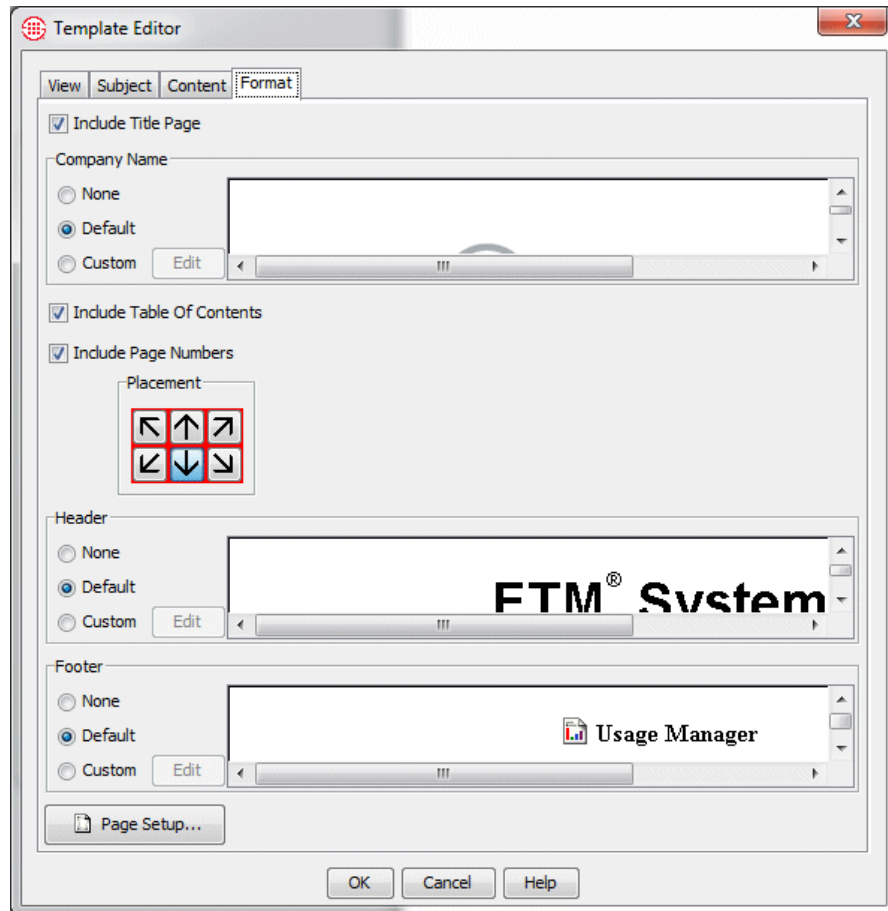 Template Editor
View Subject Content Format
Include Title Page
Company Name
None
Default
Custom Edit
Include Table Of Contents
Include Page Numbers
Placement
Header
None
Default
ETM® System
Custom Edit
Footer
None
Default
Usage Manager
Custom Edit
Page Setup...
OK Cancel Help